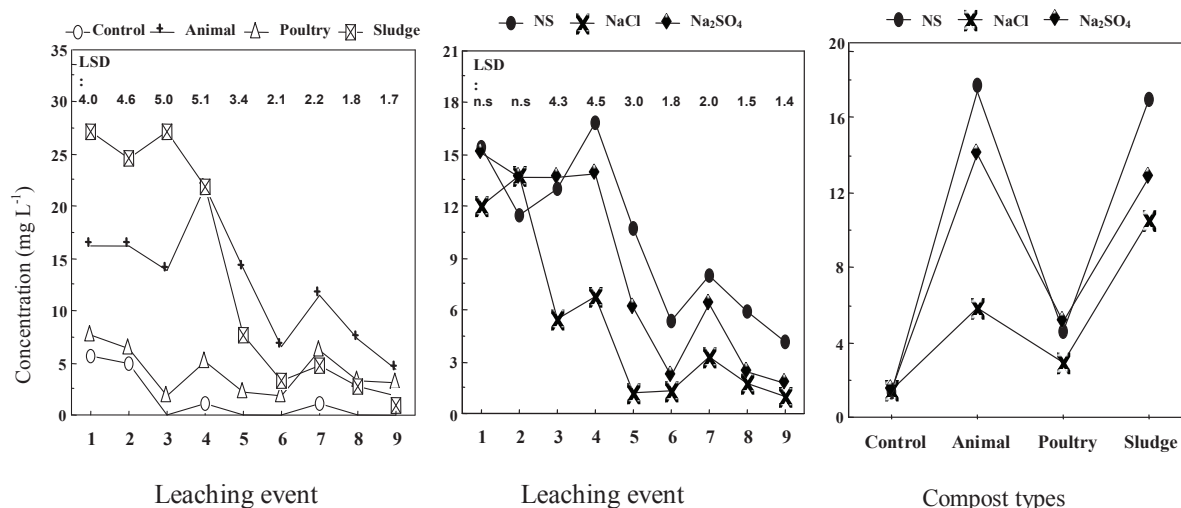 Control Animal Poultry Sludge
Concentration (mg L⁻¹)
35
30
25
20
15
10
5
0
LSD
:
4.0 4.6 5.0 5.1 3.4 2.1 2.2 1.8 1.7
1 2 3 4 5 6 7 8 9
Leaching event
NS NaCl Na₂SO₄
21
18
15
12
9
6
3
0
LSD
:
n.s n.s 4.3 4.5 3.0 1.8 2.0 1.5 1.4
1 2 3 4 5 6 7 8 9
Leaching event
NS NaCl Na₂SO₄
20
16
12
8
4
0
Control Animal Poultry Sludge
Compost types